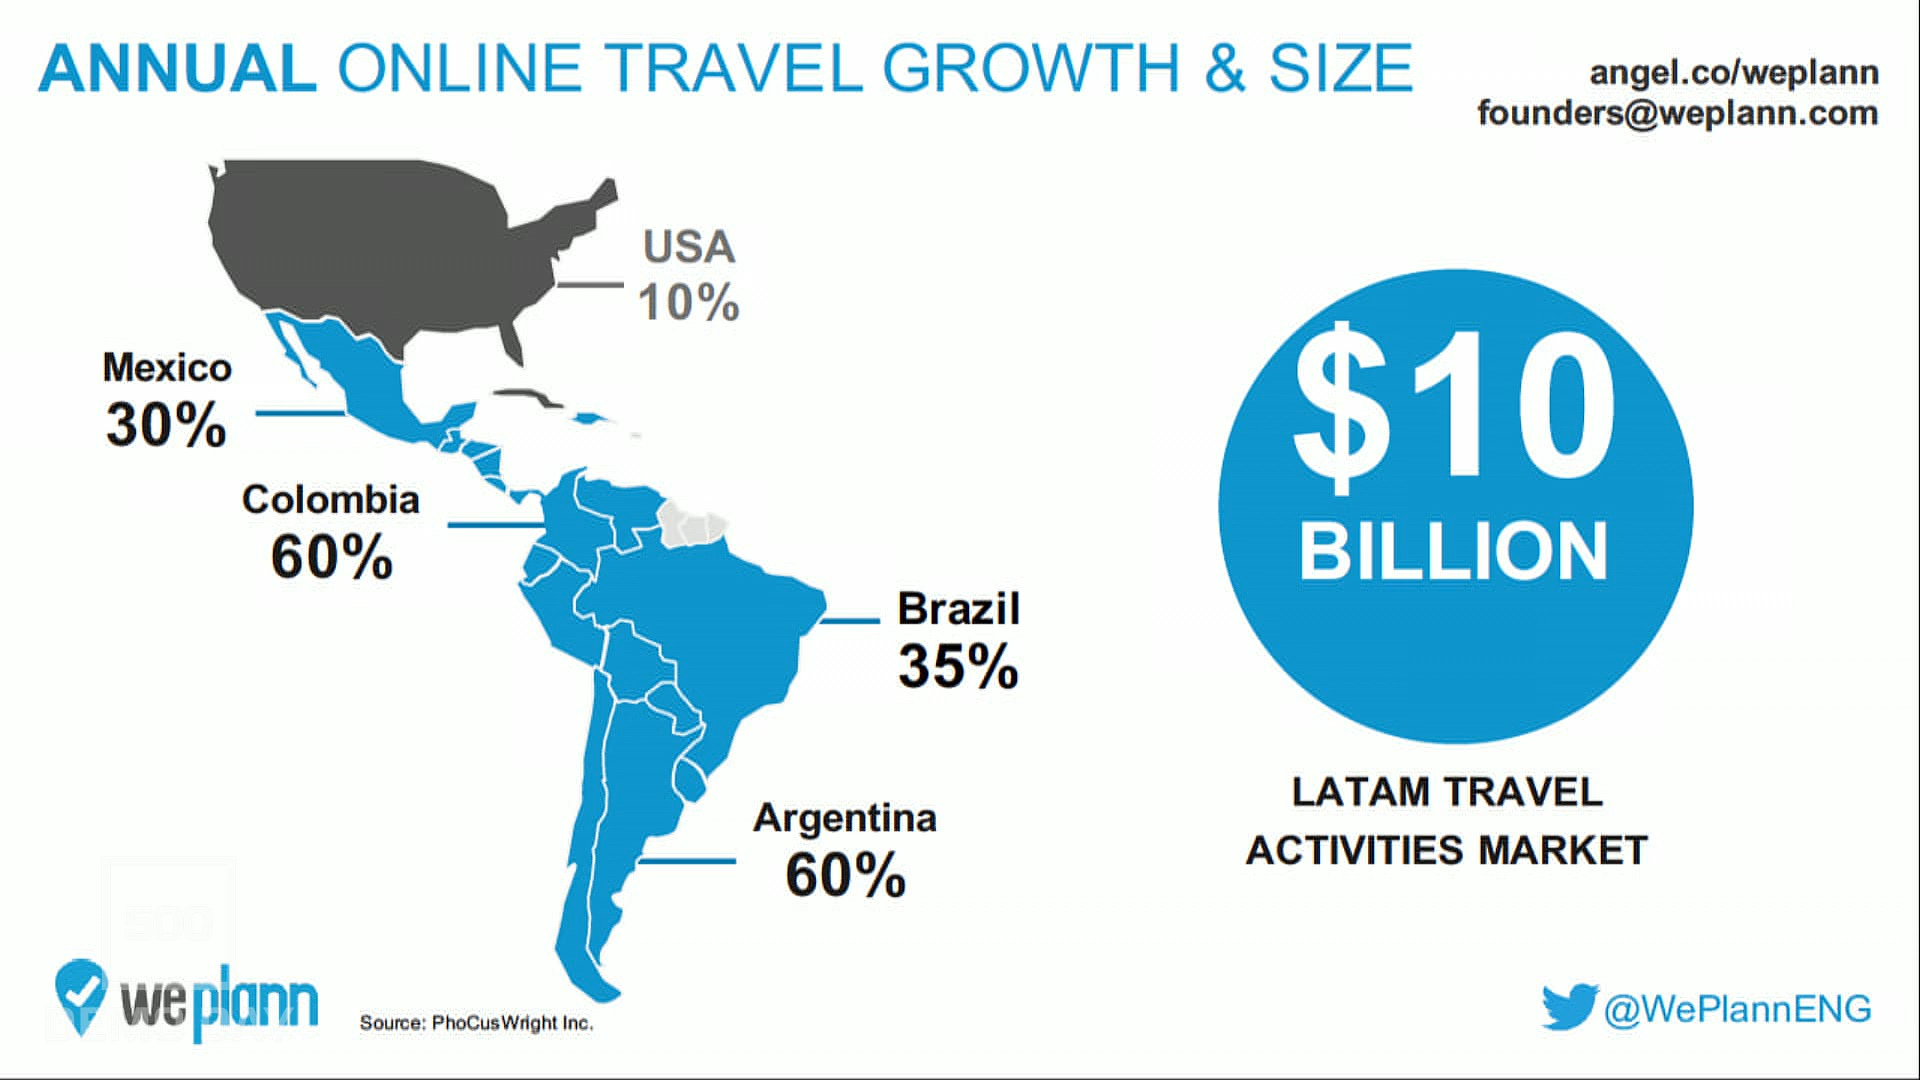 ANNUAL ONLINE TRAVEL GROWTH & SIZE
angel.co/weplann
founders@weplann.com
USA
10%
Mexico
30%
Colombia
60%
Brazil
35%
Argentina
60%
$10
BILLION
LATAM TRAVEL
ACTIVITIES MARKET
500
weplann
Source: PhoCusWright Inc.
@WePlannENG